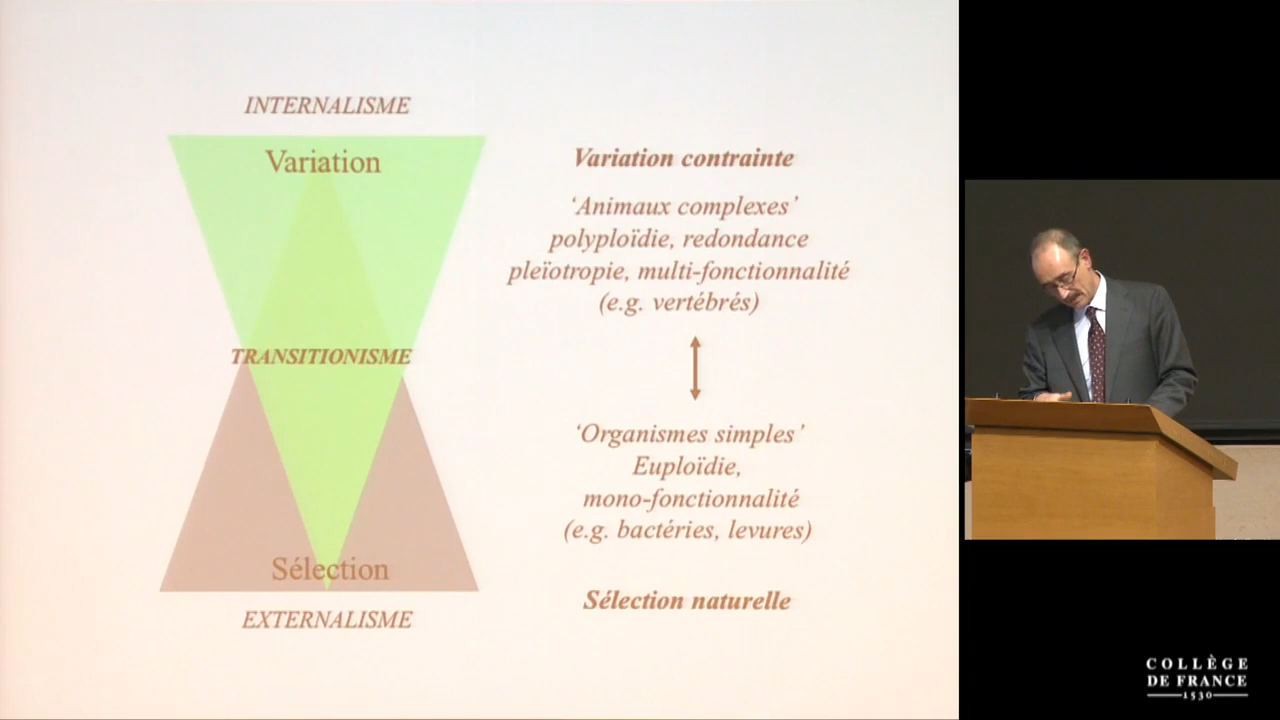 INTERNALISME
Variation
TRANSITIONISME
Sélection
EXTERNALISME
Variation contrainte
‘Animaux complexes’
polyploïdie, redondance
pleïotropie, multi-fonctionnalité
(e.g. vertébrés)
‘Organismes simples’
Euploïdie,
mono-fonctionnalité
(e.g. bactéries, levures)
Sélection naturelle
COLLÈGE
DE FRANCE
1530